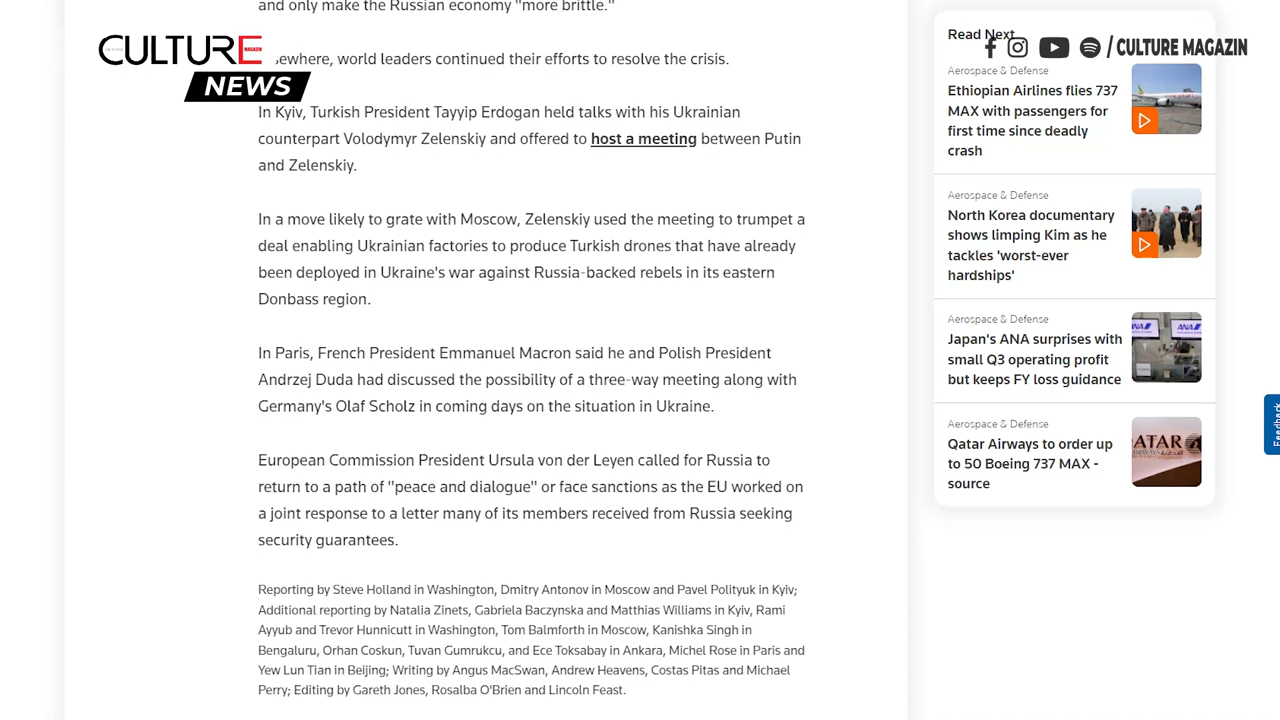 and only make the Russian economy "more brittle."
CULTURE
MAGAZIN
NEWS
sewhere, world leaders continued their efforts to resolve the crisis.
In Kyiv, Turkish President Tayyip Erdogan held talks with his Ukrainian
counterpart Volodymyr Zelenskiy and offered to host a meeting between Putin
and Zelenskiy.
In a move likely to grate with Moscow, Zelenskiy used the meeting to trumpet a
deal enabling Ukrainian factories to produce Turkish drones that have already
been deployed in Ukraine's war against Russia-backed rebels in its eastern
Donbass region.
In Paris, French President Emmanuel Macron said he and Polish President
Andrzej Duda had discussed the possibility of a three-way meeting along with
Germany's Olaf Scholz in coming days on the situation in Ukraine.
European Commission President Ursula von der Leyen called for Russia to
return to a path of "peace and dialogue" or face sanctions as the EU worked on
a joint response to a letter many of its members received from Russia seeking
security guarantees.
Reporting by Steve Holland in Washington, Dmitry Antonov in Moscow and Pavel Polityuk in Kyiv;
Additional reporting by Natalia Zinets, Gabriela Baczynska and Matthias Williams in Kyiv, Rami
Ayyub and Trevor Hunnicutt in Washington, Tom Balmforth in Moscow, Kanishka Singh in
Bengaluru, Orhan Coskun, Tuvan Gumrukcu, and Ece Toksabay in Ankara, Michel Rose in Paris and
Yew Lun Tian in Beijing; Writing by Angus MacSwan, Andrew Heavens, Costas Pitas and Michael
Perry; Editing by Gareth Jones, Rosalba O'Brien and Lincoln Feast.
Read Next
/ CULTURE MAGAZIN
Aerospace & Defense
Ethiopian Airlines flies 737
MAX with passengers for
first time since deadly
crash
Aerospace & Defense
North Korea documentary
shows limping Kim as he
tackles 'worst-ever
hardships'
Aerospace & Defense
Japan's ANA surprises with
small Q3 operating profit
but keeps FY loss guidance
ANA
ANA
Aerospace & Defense
Qatar Airways to order up
to 50 Boeing 737 MAX -
source
ATAR
Feedback